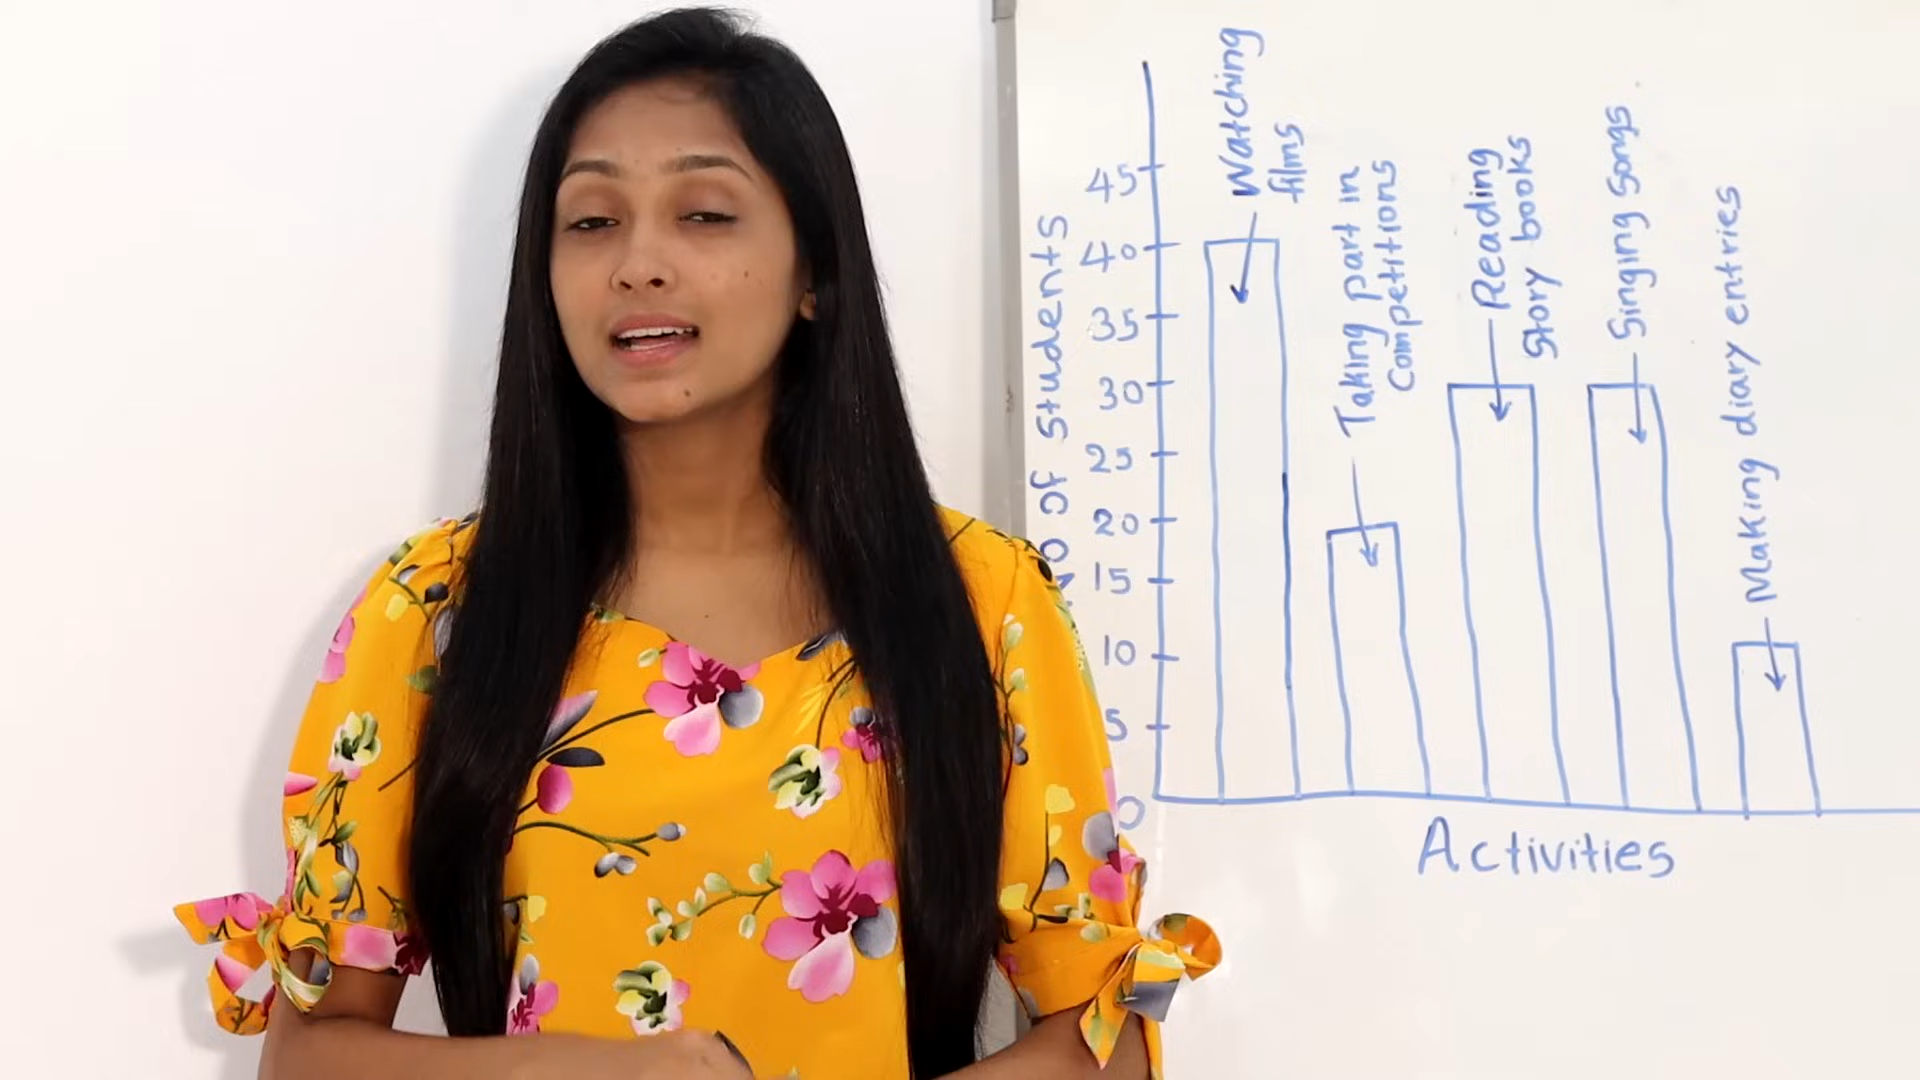 No of students
45
40
35
30
25
20
15
10
5
0
Watching
films
Taking part in
Competitions
Reading
Story books
Singing songs
Making diary entries
Activities